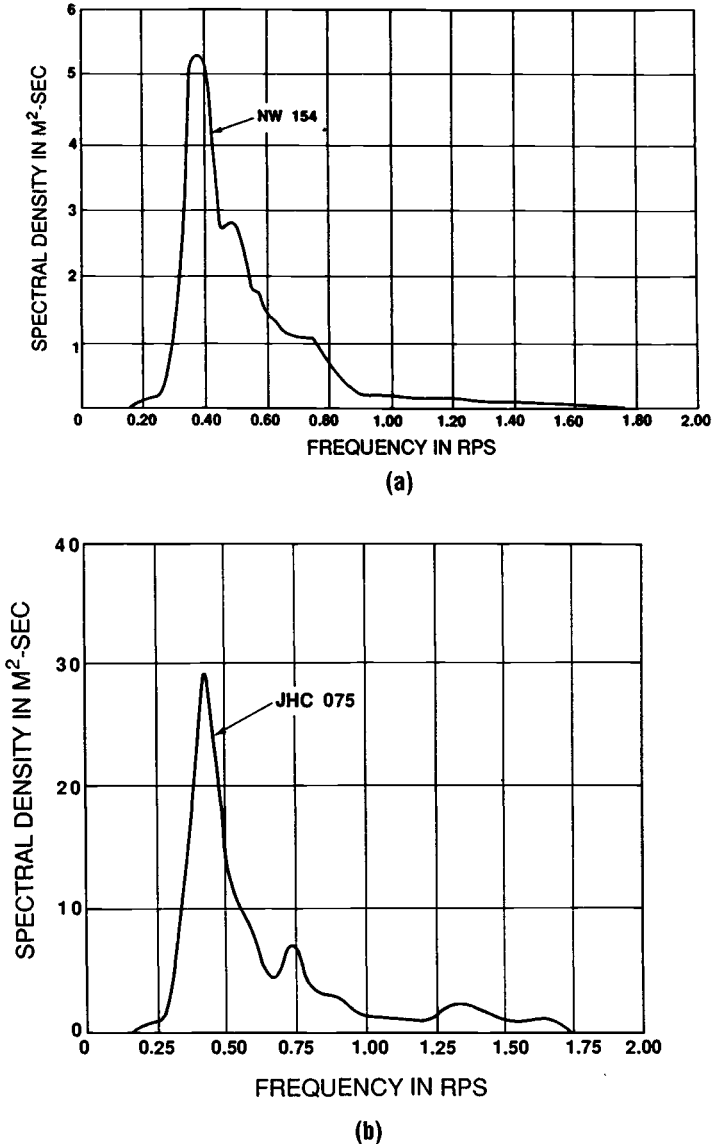 6
5
4
3
2
1
SPECTRAL DENSITY IN M²-SEC
NW 154
0 0.20 0.40 0.60 0.80 1.00 1.20 1.40 1.60 1.80 2.00
FREQUENCY IN RPS
(a)
40
30
20
10
0
SPECTRAL DENSITY IN M²-SEC
JHC 075
0 0.25 0.50 0.75 1.00 1.25 1.50 1.75 2.00
FREQUENCY IN RPS
(b)